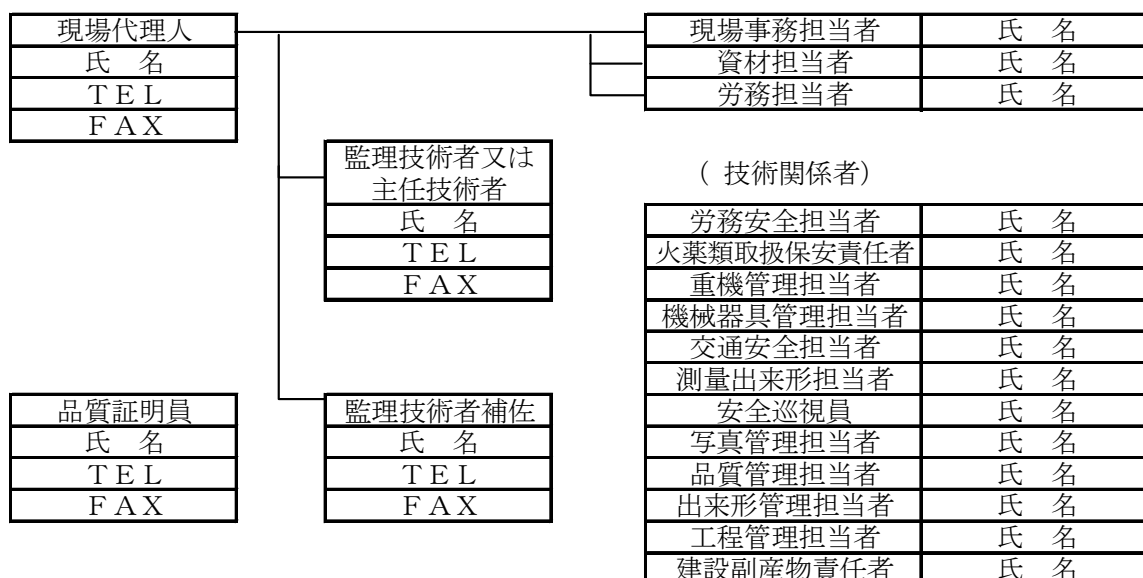 現場代理人
氏　名
ＴＥＬ
ＦＡＸ
現場事務担当者　氏　名
資材担当者　氏　名
労務担当者　氏　名
監理技術者又は
主任技術者
氏　名
ＴＥＬ
ＦＡＸ
（ 技術関係者）
労務安全担当者　氏　名
火薬類取扱保安責任者　氏　名
重機管理担当者　氏　名
機械器具管理担当者　氏　名
交通安全担当者　氏　名
測量出来形担当者　氏　名
安全巡視員　氏　名
写真管理担当者　氏　名
品質管理担当者　氏　名
出来形管理担当者　氏　名
工程管理担当者　氏　名
建設副産物責任者　氏　名
品質証明員
氏　名
ＴＥＬ
ＦＡＸ
監理技術者補佐
氏　名
ＴＥＬ
ＦＡＸ